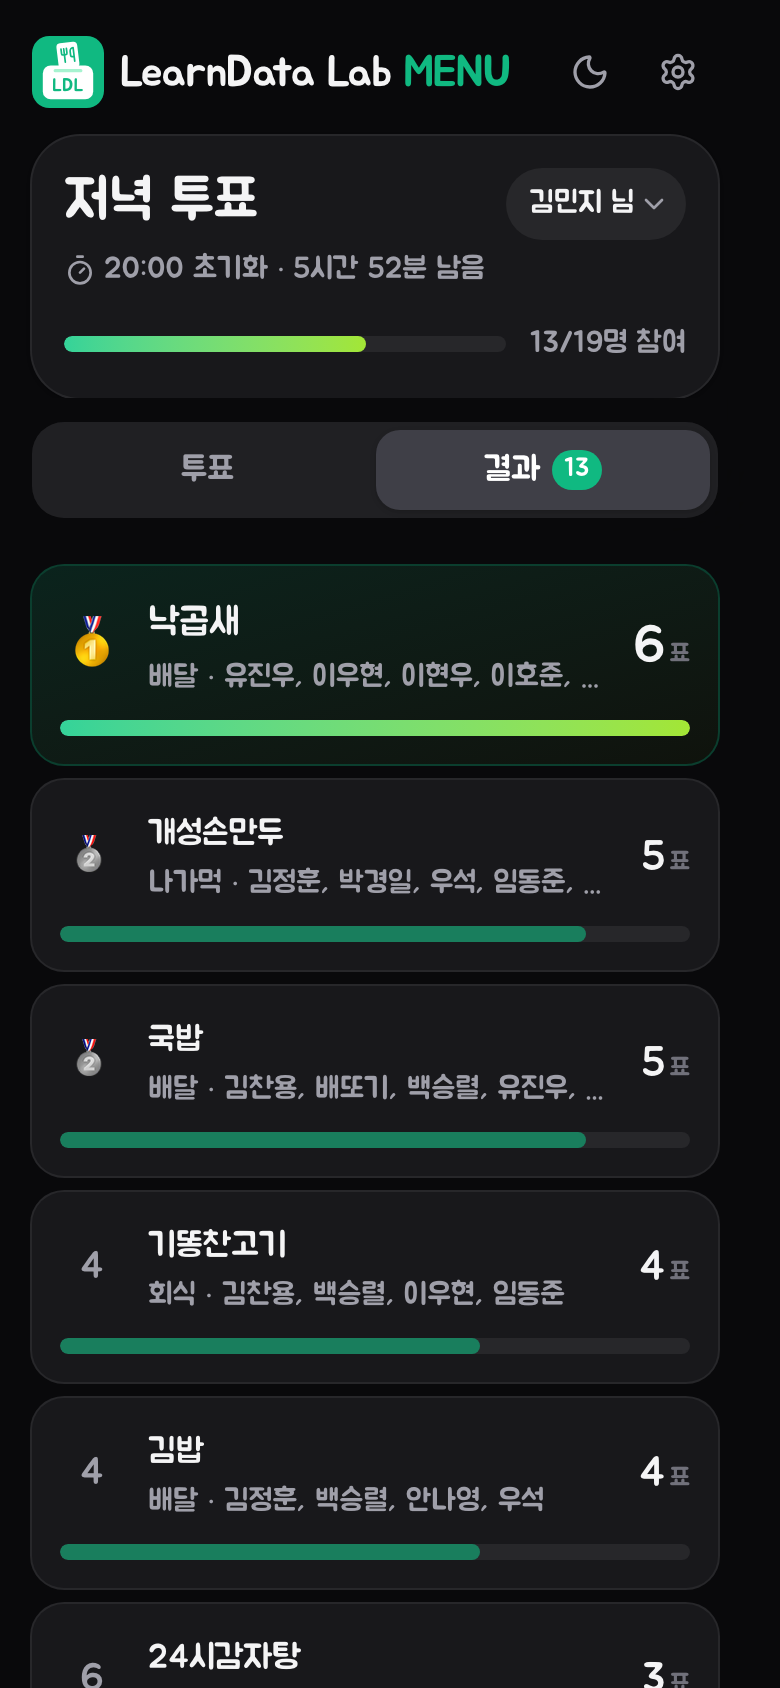 LDL
LearnData Lab MENU
저녁 투표
김민지 님
20:00 초기화 · 5시간 52분 남음
13/19명 참여
투표
결과 13
1
낙곱새
6표
배달 · 유진우, 이우현, 이현우, 이호준, ...
2
개성손만두
5표
나가먹 · 김정훈, 박경일, 우석, 임동준, ...
2
국밥
5표
배달 · 김찬용, 배또기, 백승렬, 유진우, ...
4
기똥찬고기
4표
회식 · 김찬용, 백승렬, 이우현, 임동준
4
김밥
4표
배달 · 김정훈, 백승렬, 안나영, 우석
6
24시감자탕
3표